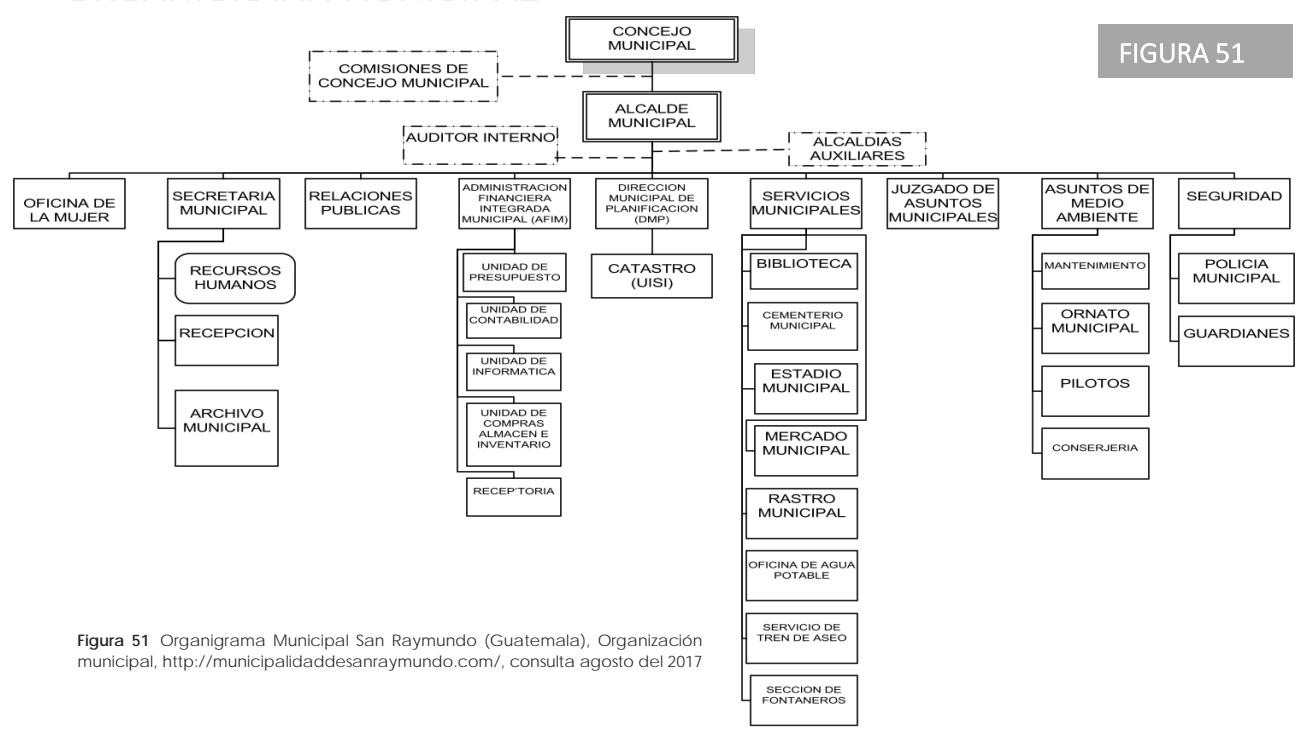 CONCEJO
MUNICIPAL
FIGURA 51
COMISIONES DE
CONCEJO MUNICIPAL
ALCALDE
MUNICIPAL
AUDITOR INTERNO
ALCALDIAS
AUXILIARES
OFICINA DE
LA MUJER
SECRETARIA
MUNICIPAL
RELACIONES
PUBLICAS
ADMINISTRACION
FINANCIERA
INTEGRADA
MUNICIPAL (AFIM)
DIRECCION
MUNICIPAL DE
PLANIFICACION
(DMP)
SERVICIOS
MUNICIPALES
JUZGADO DE
ASUNTOS
MUNICIPALES
ASUNTOS DE
MEDIO
AMBIENTE
SEGURIDAD
RECURSOS
HUMANOS
RECEPCION
ARCHIVO
MUNICIPAL
UNIDAD DE
PRESUPUESTO
UNIDAD DE
CONTABILIDAD
UNIDAD DE
INFORMATICA
UNIDAD DE
COMPRAS
ALMACEN E
INVENTARIO
RECEP'TORIA
CATASTRO
(UISI)
BIBLIOTECA
CEMENTERIO
MUNICIPAL
ESTADIO
MUNICIPAL
MERCADO
MUNICIPAL
RASTRO
MUNICIPAL
OFICINA DE AGUA
POTABLE
SERVICIO DE
TREN DE ASEO
SECCION DE
FONTANEROS
MANTENIMIENTO
ORNATO
MUNICIPAL
PILOTOS
CONSERJERIA
POLICIA
MUNICIPAL
GUARDIANES
Figura 51 Organigrama Municipal San Raymundo (Guatemala), Organización
municipal, http://municipalidaddesanraymundo.com/, consulta agosto del 2017